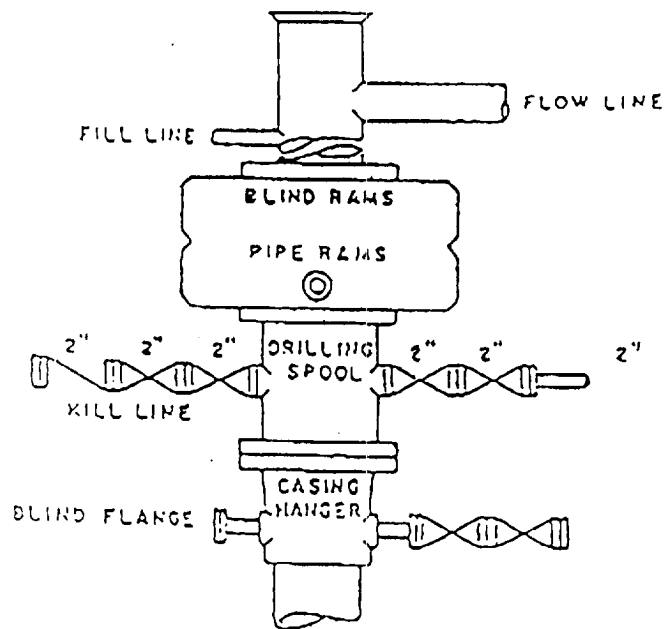 FLOW LINE
FILL LINE
BLIND RAMS
PIPE RAMS
2" 2" 2" DRILLING 2" 2" 2"
SPOOL
KILL LINE
CASING
HANGER
BLIND FLANGE